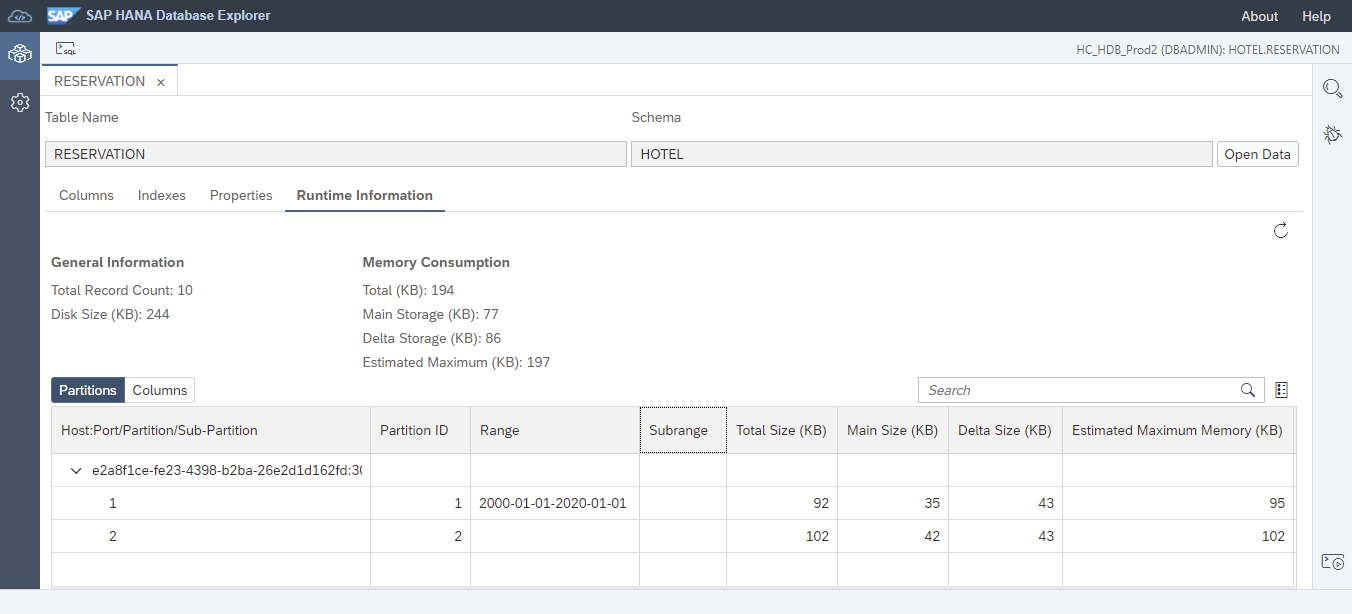 SAP SAP HANA Database Explorer About Help
SQL HC_HDB_Prod2 (DBADMIN): HOTEL.RESERVATION
RESERVATION ×
Table Name Schema
RESERVATION HOTEL Open Data
Columns Indexes Properties Runtime Information
General Information Memory Consumption
Total Record Count: 10 Total (KB): 194
Disk Size (KB): 244 Main Storage (KB): 77
Delta Storage (KB): 86
Estimated Maximum (KB): 197
Partitions Columns Search
Host:Port/Partition/Sub-Partition Partition ID Range Subrange Total Size (KB) Main Size (KB) Delta Size (KB) Estimated Maximum Memory (KB)
e2a8f1ce-fe23-4398-b2ba-26e2d1d162fd:30
1 1 2000-01-01-2020-01-01 92 35 43 95
2 2 102 42 43 102